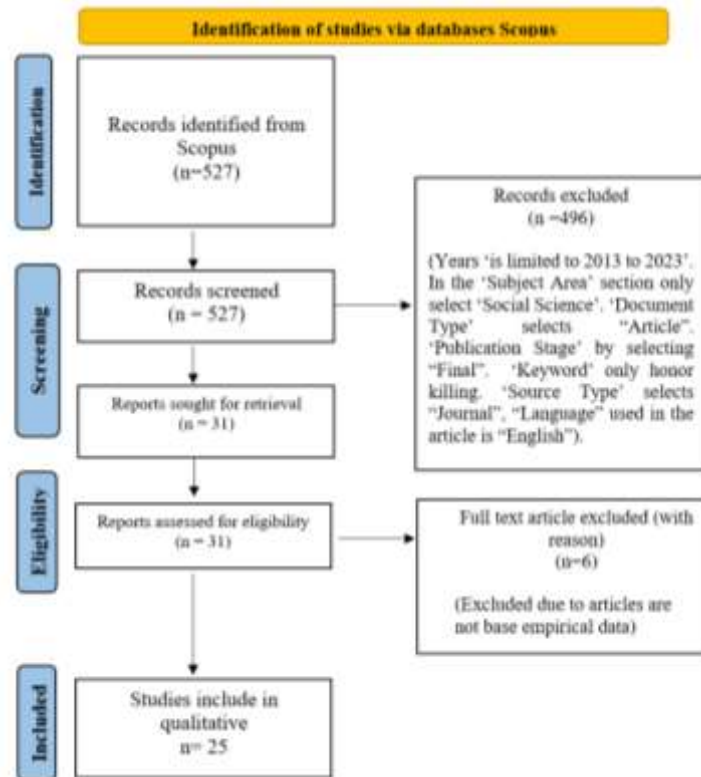 Identification of studies via databases Scopus
Identification
Records identified from
Scopus
(n=527)
Records excluded
(n =496)
(Years ‘is limited to 2013 to 2023’.
In the ‘Subject Area’ section only
select ‘Social Science’. ‘Document
Type’ selects “Article”.
‘Publication Stage’ by selecting
“Final”. ‘Keyword’ only honor
killing. ‘Source Type’ selects
“Journal”, “Language” used in the
article is “English”).
Screening
Records screened
(n = 527)
Reports sought for retrieval
(n = 31)
Eligibility
Reports assessed for eligibility
(n = 31)
Full text article excluded (with
reason)
(n=6)
(Excluded due to articles are
not base empirical data)
Included
Studies include in
qualitative
n= 25